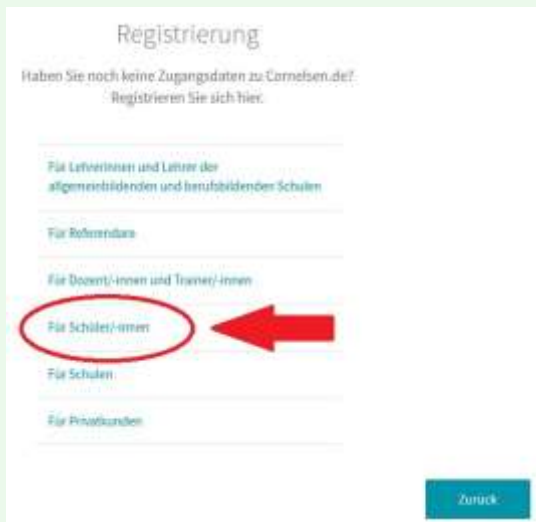 Registrierung
Haben Sie noch keine Zugangsdaten zu Cornelsen.de?
Registrieren Sie sich hier.
Für Lehrerinnen und Lehrer der
allgemeinbildenden und berufsbildenden Schulen
Für Referendare
Für Dozent/-innen und Trainer/-innen
Für Schüler/-innen
Für Schulen
Für Privatkunden
Zurück